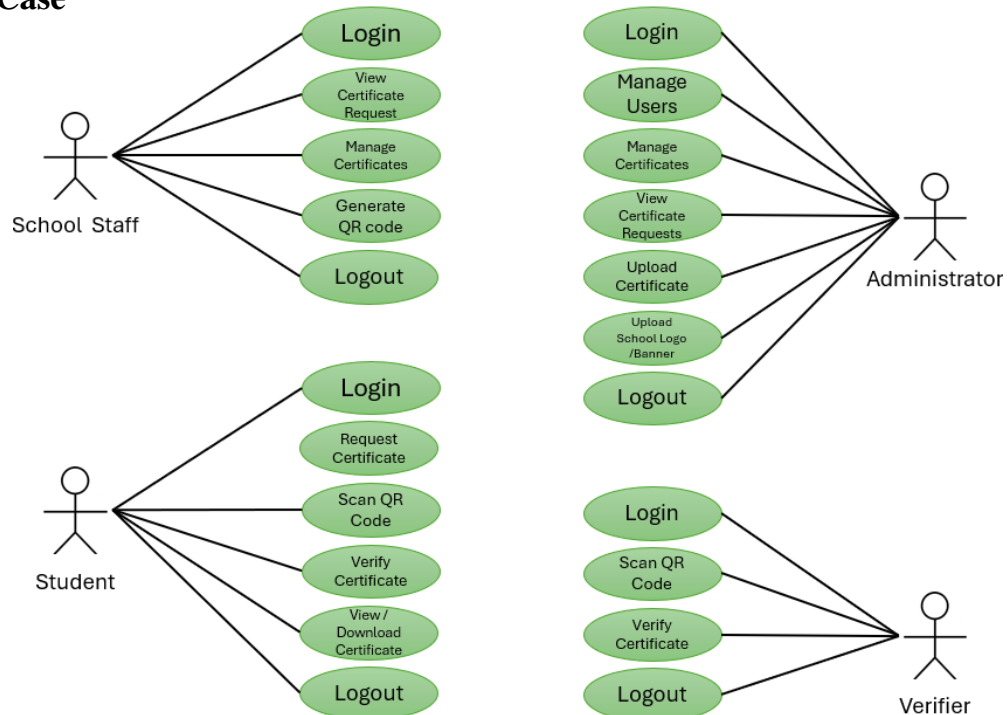 Case
Login
View
Certificate
Request
Manage
Certificates
Generate
QR code
Logout
School Staff
Login
Manage
Users
Manage
Certificates
View
Certificate
Requests
Upload
Certificate
Upload
School Logo
/Banner
Logout
Administrator
Login
Request
Certificate
Scan QR
Code
Verify
Certificate
View /
Download
Certificate
Logout
Student
Login
Scan QR
Code
Verify
Certificate
Logout
Verifier